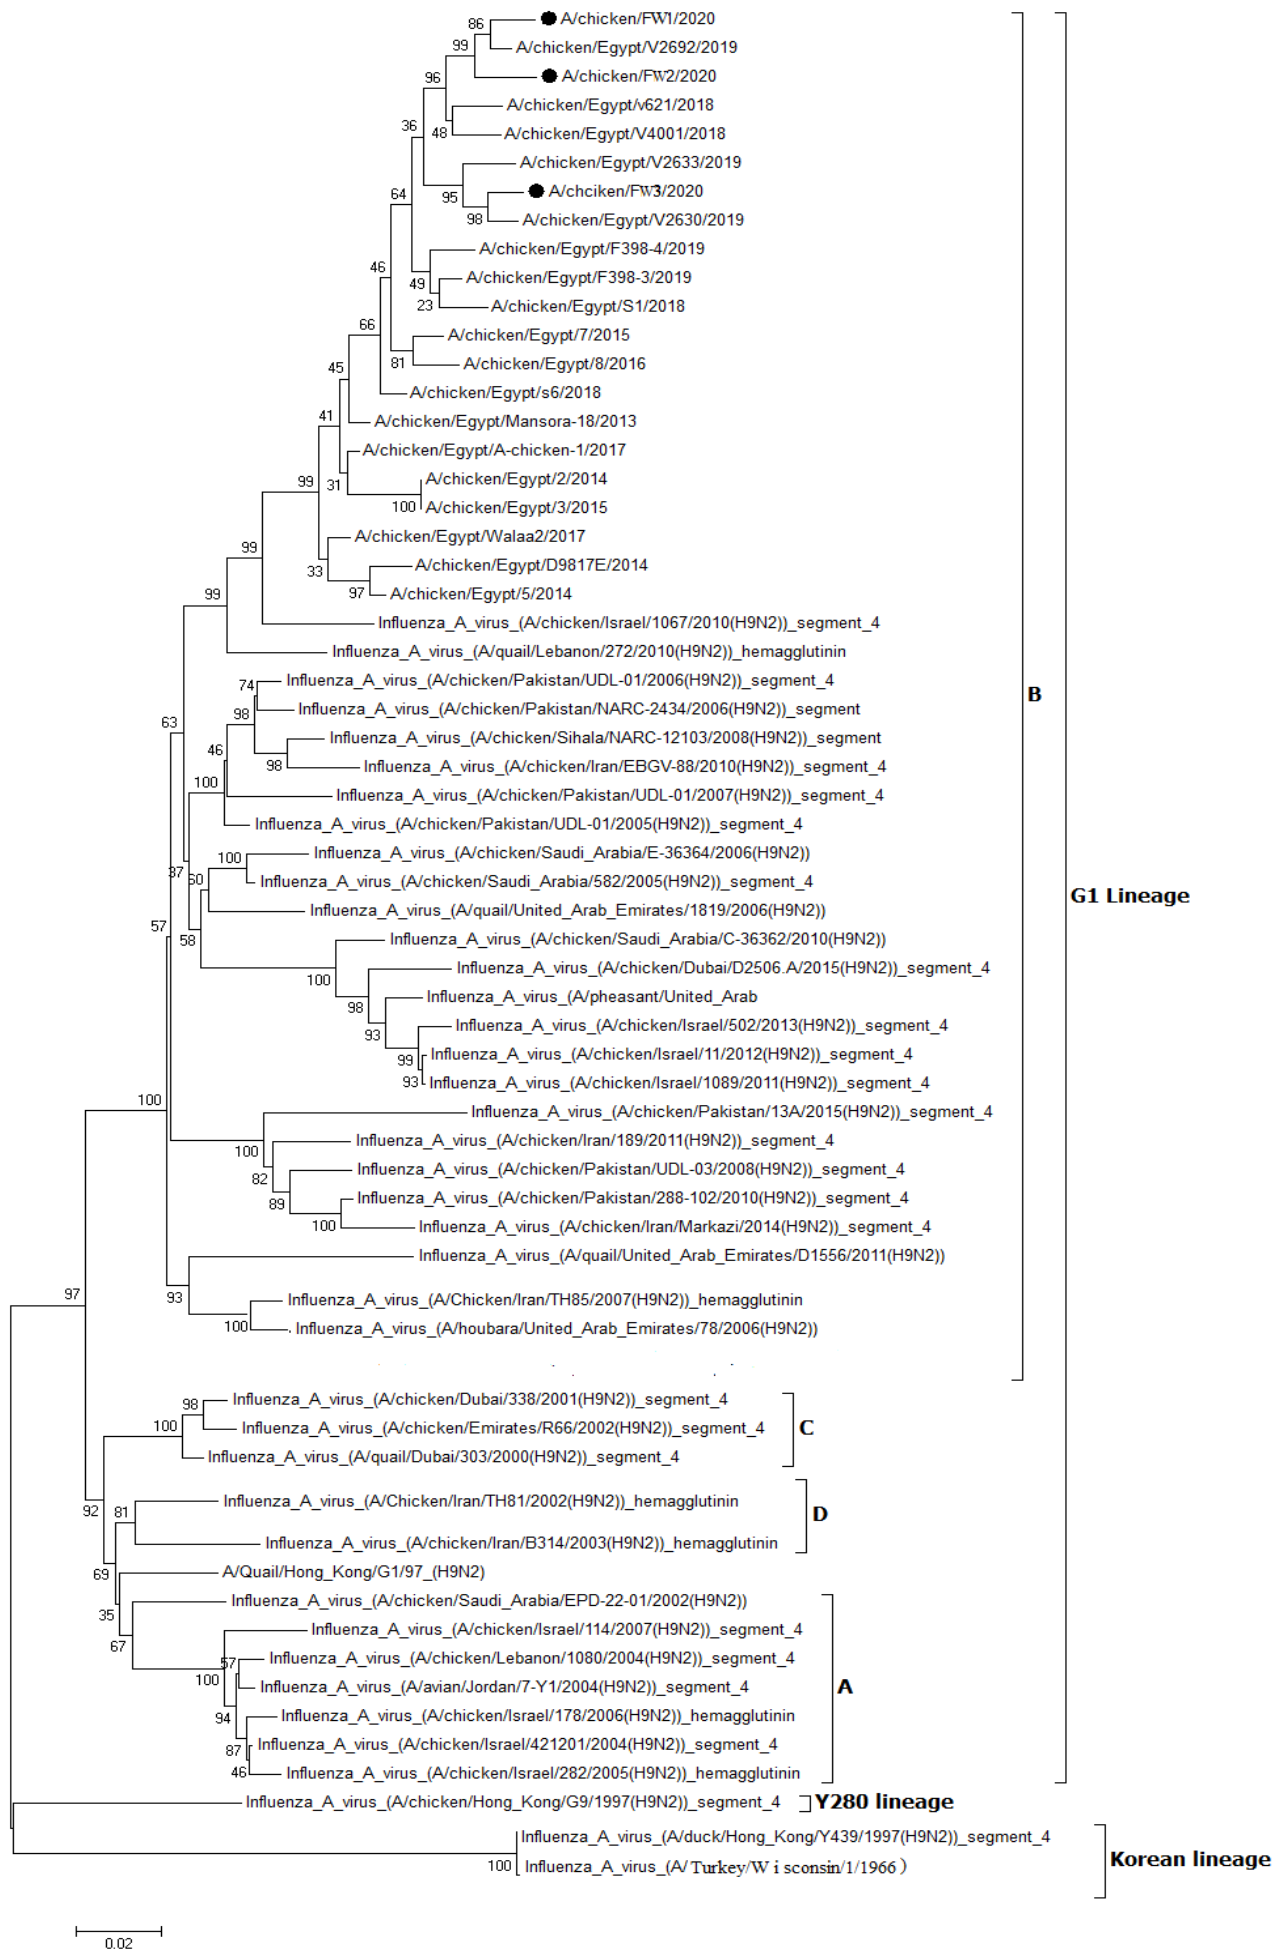 86
A/chicken/FW1/2020
99
A/chicken/Egypt/V2692/2019
96
A/chicken/FW2/2020
A/chicken/Egypt/v621/2018
36
48
A/chicken/Egypt/V4001/2018
A/chicken/Egypt/V2633/2019
64
95
A/chciken/FW3/2020
98
A/chicken/Egypt/V2630/2019
A/chicken/Egypt/F398-4/2019
46
49
A/chicken/Egypt/F398-3/2019
23
A/chicken/Egypt/S1/2018
66
A/chicken/Egypt/7/2015
81
A/chicken/Egypt/8/2016
45
A/chicken/Egypt/s6/2018
41
A/chicken/Egypt/Mansora-18/2013
A/chicken/Egypt/A-chicken-1/2017
99
31
A/chicken/Egypt/2/2014
100
A/chicken/Egypt/3/2015
A/chicken/Egypt/Walaa2/2017
99
33
A/chicken/Egypt/D9817E/2014
97
A/chicken/Egypt/5/2014
99
Influenza_A_virus_(A/chicken/Israel/1067/2010(H9N2))_segment_4
Influenza_A_virus_(A/quail/Lebanon/272/2010(H9N2))_hemagglutinin
74
Influenza_A_virus_(A/chicken/Pakistan/UDL-01/2006(H9N2))_segment_4
B
98
Influenza_A_virus_(A/chicken/Pakistan/NARC-2434/2006(H9N2))_segment
63
Influenza_A_virus_(A/chicken/Sihala/NARC-12103/2008(H9N2))_segment
46
98
Influenza_A_virus_(A/chicken/Iran/EBGV-88/2010(H9N2))_segment_4
100
Influenza_A_virus_(A/chicken/Pakistan/UDL-01/2007(H9N2))_segment_4
Influenza_A_virus_(A/chicken/Pakistan/UDL-01/2005(H9N2))_segment_4
100
Influenza_A_virus_(A/chicken/Saudi_Arabia/E-36364/2006(H9N2))
37
60
Influenza_A_virus_(A/chicken/Saudi_Arabia/582/2005(H9N2))_segment_4
G1 Lineage
Influenza_A_virus_(A/quail/United_Arab_Emirates/1819/2006(H9N2))
57
58
Influenza_A_virus_(A/chicken/Saudi_Arabia/C-36362/2010(H9N2))
100
Influenza_A_virus_(A/chicken/Dubai/D2506.A/2015(H9N2))_segment_4
98
Influenza_A_virus_(A/pheasant/United_Arab
93
Influenza_A_virus_(A/chicken/Israel/502/2013(H9N2))_segment_4
99
Influenza_A_virus_(A/chicken/Israel/11/2012(H9N2))_segment_4
93
Influenza_A_virus_(A/chicken/Israel/1089/2011(H9N2))_segment_4
100
Influenza_A_virus_(A/chicken/Pakistan/13A/2015(H9N2))_segment_4
100
Influenza_A_virus_(A/chicken/Iran/189/2011(H9N2))_segment_4
82
Influenza_A_virus_(A/chicken/Pakistan/UDL-03/2008(H9N2))_segment_4
89
Influenza_A_virus_(A/chicken/Pakistan/288-102/2010(H9N2))_segment_4
100
Influenza_A_virus_(A/chicken/Iran/Markazi/2014(H9N2))_segment_4
Influenza_A_virus_(A/quail/United_Arab_Emirates/D1556/2011(H9N2))
97
93
Influenza_A_virus_(A/Chicken/Iran/TH85/2007(H9N2))_hemagglutinin
100
Influenza_A_virus_(A/houbara/United_Arab_Emirates/78/2006(H9N2))
98
Influenza_A_virus_(A/chicken/Dubai/338/2001(H9N2))_segment_4
100
Influenza_A_virus_(A/chicken/Emirates/R66/2002(H9N2))_segment_4
C
Influenza_A_virus_(A/quail/Dubai/303/2000(H9N2))_segment_4
92
81
Influenza_A_virus_(A/Chicken/Iran/TH81/2002(H9N2))_hemagglutinin
D
Influenza_A_virus_(A/chicken/Iran/B314/2003(H9N2))_hemagglutinin
69
A/Quail/Hong_Kong/G1/97_(H9N2)
Influenza_A_virus_(A/chicken/Saudi_Arabia/EPD-22-01/2002(H9N2))
35
Influenza_A_virus_(A/chicken/Israel/114/2007(H9N2))_segment_4
67
57
Influenza_A_virus_(A/chicken/Lebanon/1080/2004(H9N2))_segment_4
100
Influenza_A_virus_(A/avian/Jordan/7-Y1/2004(H9N2))_segment_4
A
94
Influenza_A_virus_(A/chicken/Israel/178/2006(H9N2))_hemagglutinin
87
Influenza_A_virus_(A/chicken/Israel/421201/2004(H9N2))_segment_4
46
Influenza_A_virus_(A/chicken/Israel/282/2005(H9N2))_hemagglutinin
Influenza_A_virus_(A/chicken/Hong_Kong/G9/1997(H9N2))_segment_4
Y280 lineage
Influenza_A_virus_(A/duck/Hong_Kong/Y439/1997(H9N2))_segment_4
100
Influenza_A_virus_(A/Turkey/W i sconsin/1/1966)
Korean lineage
0.02